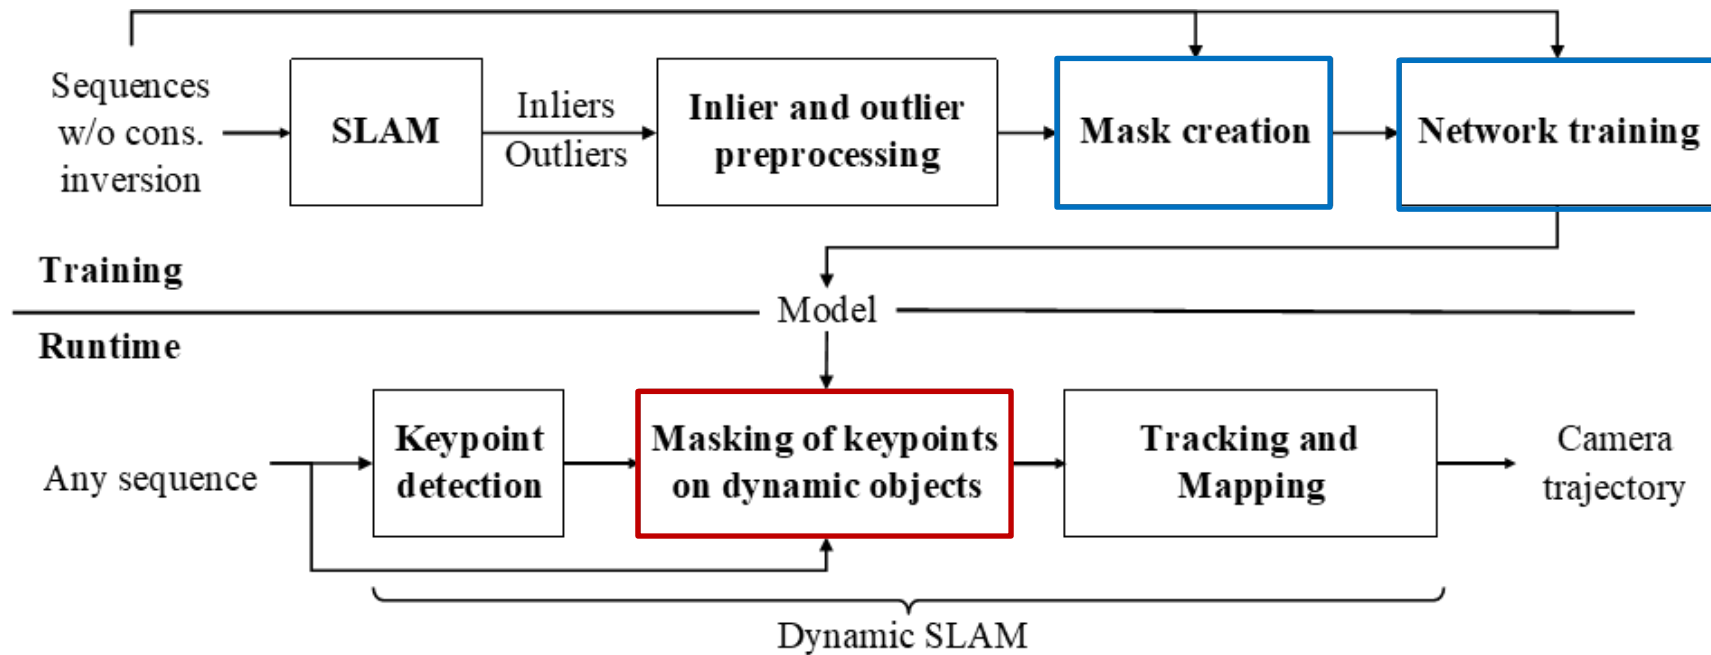 Sequences
w/o cons.
inversion
SLAM
Inliers
Outliers
Inlier and outlier
preprocessing
Mask creation
Network training
Training
Model
Runtime
Any sequence
Keypoint
detection
Masking of keypoints
on dynamic objects
Tracking and
Mapping
Camera
trajectory
Dynamic SLAM